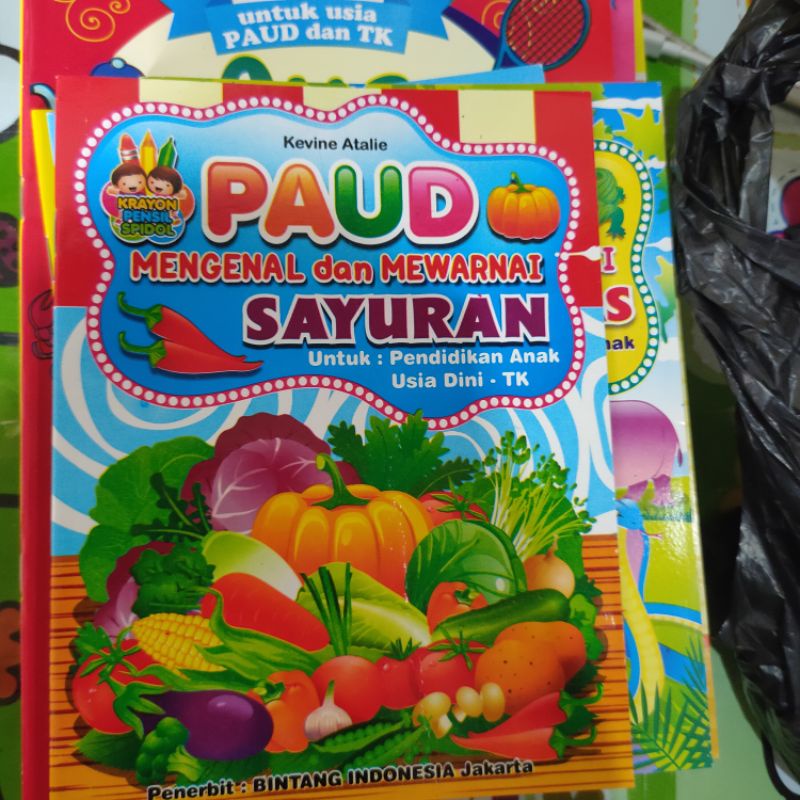 untuk usia
PAUD dan TK
Kevine Atalie
KRAYON
PENSIL
SPIDOL
PAUD
MENGENAL dan MEWARNAI
SAYURAN
Untuk : Pendidikan Anak
Usia Dini - TK
Penerbit : BINTANG INDONESIA Jakarta